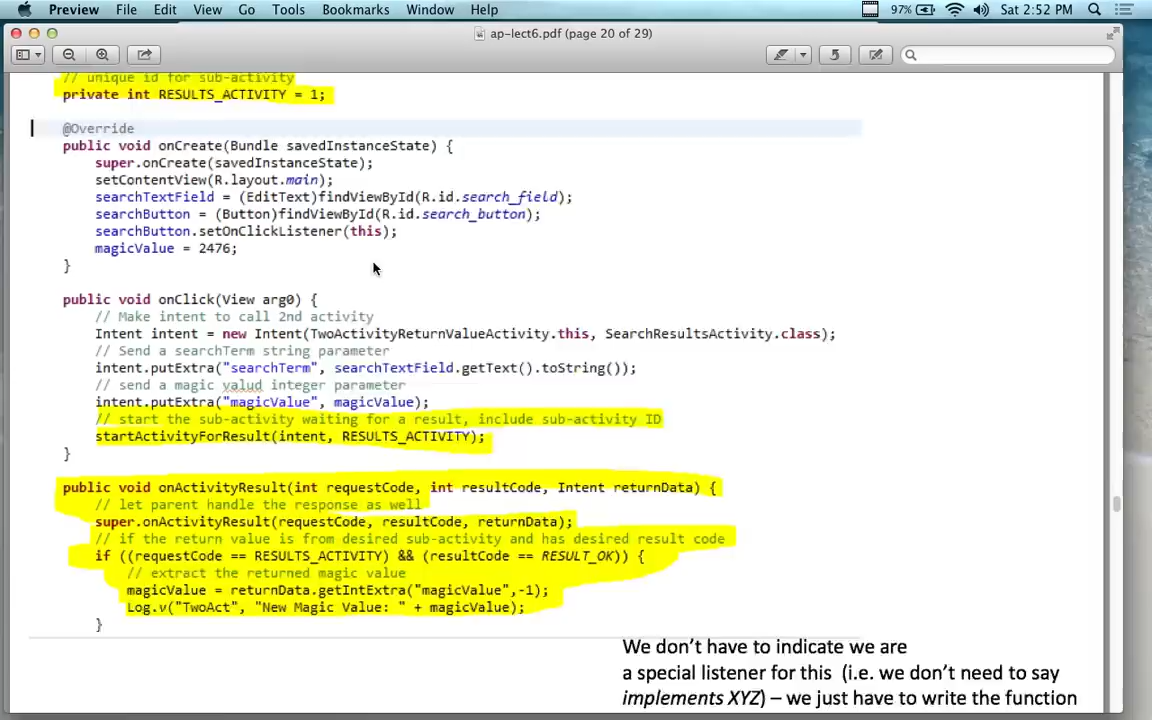 Preview File Edit View Go Tools Bookmarks Window Help 97% Sat 2:52 PM
ap-lect6.pdf (page 20 of 29)
// unique id for sub-activity
private int RESULTS_ACTIVITY = 1;
@Override
public void onCreate(Bundle savedInstanceState) {
super.onCreate(savedInstanceState);
setContentView(R.layout.main);
searchTextField = (EditText)findViewById(R.id.search_field);
searchButton = (Button)findViewById(R.id.search_button);
searchButton.setOnClickListener(this);
magicValue = 2476;
}
public void onClick(View arg0) {
// Make intent to call 2nd activity
Intent intent = new Intent(TwoActivityReturnValueActivity.this, SearchResultsActivity.class);
// Send a searchTerm string parameter
intent.putExtra("searchTerm", searchTextField.getText().toString());
// send a magic valud integer parameter
intent.putExtra("magicValue", magicValue);
// start the sub-activity waiting for a result, include sub-activity ID
startActivityForResult(intent, RESULTS_ACTIVITY);
}
public void onActivityResult(int requestCode, int resultCode, Intent returnData) {
// let parent handle the response as well
super.onActivityResult(requestCode, resultCode, returnData);
// if the return value is from desired sub-activity and has desired result code
if ((requestCode == RESULTS_ACTIVITY) && (resultCode == RESULT_OK)) {
// extract the returned magic value
magicValue = returnData.getIntExtra("magicValue",-1);
Log.v("TwoAct", "New Magic Value: " + magicValue);
}
We don't have to indicate we are
a special listener for this (i.e. we don't need to say
implements XYZ) – we just have to write the function